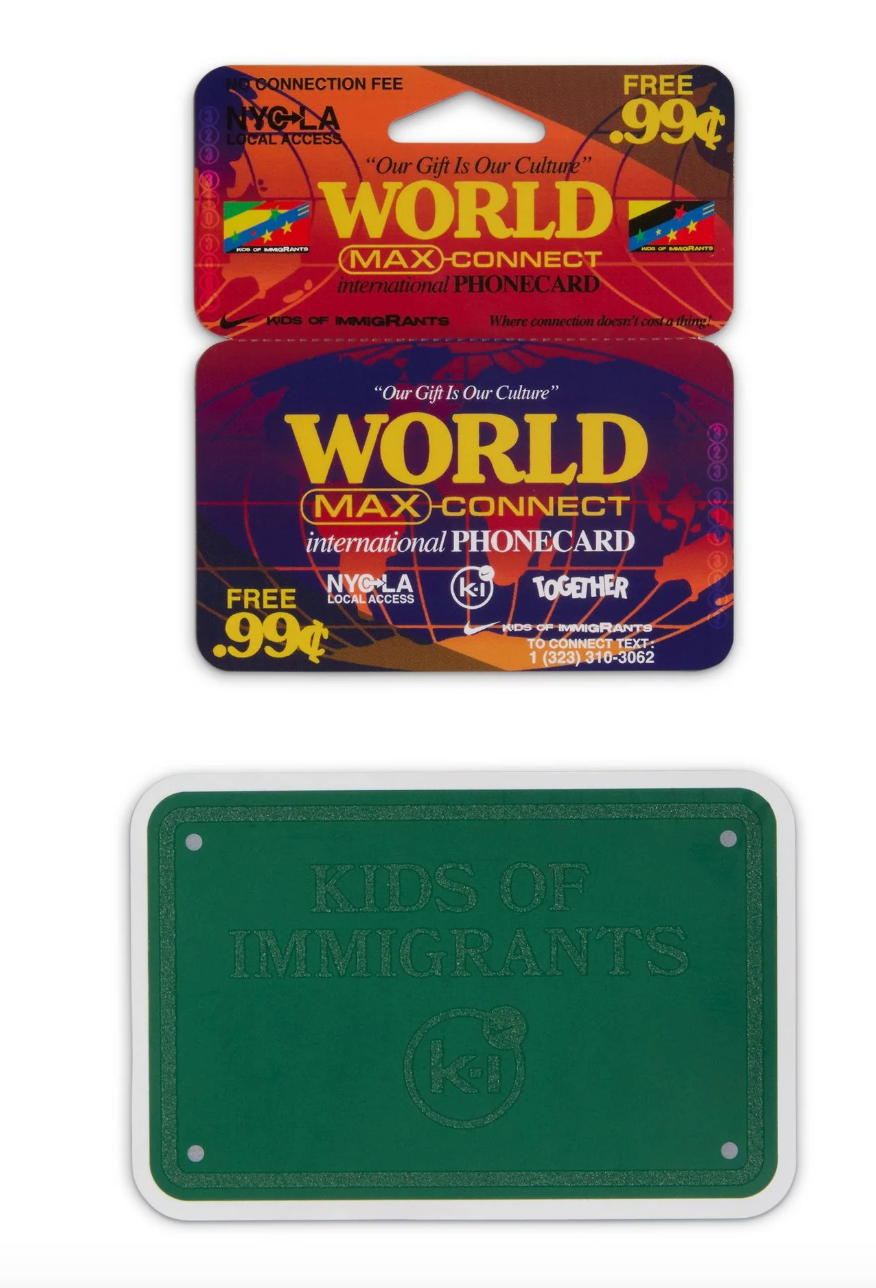 NO CONNECTION FEE
NYC→LA
LOCAL ACCESS
FREE
.99¢
“Our Gift Is Our Culture”
WORLD
MAX-CONNECT
international PHONECARD
KIDS OF IMMIGRANTS
KIDS OF IMMIGRANTS
KIDS OF IMMIGRANTS
Where connection doesn't cost a thing!
“Our Gift Is Our Culture”
WORLD
MAX-CONNECT
international PHONECARD
NYC→LA
LOCAL ACCESS
k·i
TOGETHER
FREE
.99¢
KIDS OF IMMIGRANTS
TO CONNECT TEXT:
1 (323) 310-3062
KIDS OF
IMMIGRANTS
k·i